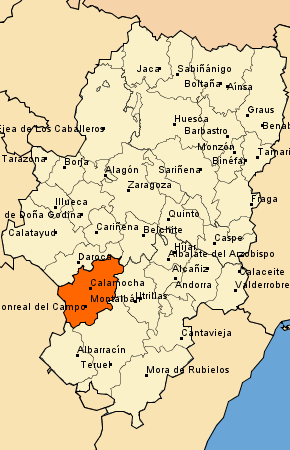 Jaca
Sabiñánigo
Boltaña
Aínsa
Graus
Huesca
Benab
Ejea de Los Caballeros
Barbastro
Monzón
Tamari
Tarazona
Borja
Binéfar
Alagón
Sariñena
Zaragoza
Fraga
Illueca
de Doña Godina
Quinto
Calatayud
Cariñena
Belchite
Caspe
Híjar
Albalate del Arzobispo
Daroca
Alcañiz
Calaceite
Calamocha
Andorra
Valderrobre
Montalbán
Utrillas
onreal del Campo
Cantavieja
Albarracín
Teruel
Mora de Rubielos